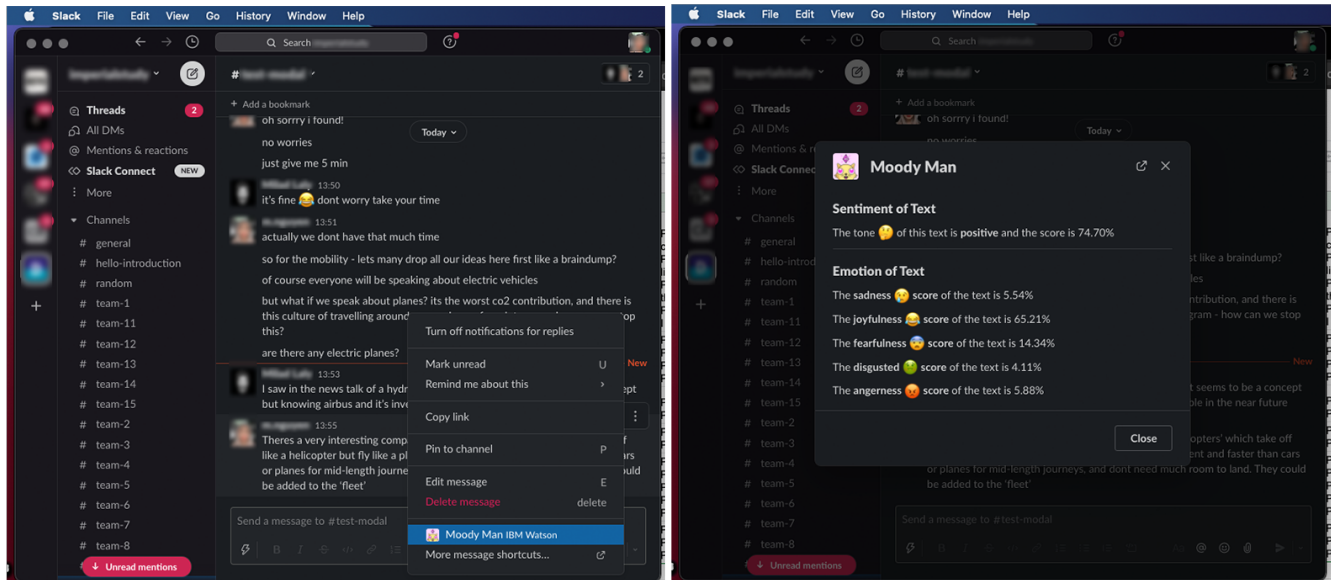 Slack File Edit View Go History Window Help
Search
# test-modal
2
+ Add a bookmark
Threads 2
All DMs
@ Mentions & reactions
Slack Connect NEW
More
Channels
# general
# hello-introduction
# random
# team-1
# team-11
# team-12
# team-13
# team-14
# team-15
# team-2
# team-3
# team-4
# team-5
# team-6
# team-7
# team-8
Unread mentions
oh sorrry i found!
Today
no worries
just give me 5 min
13:50
it's fine 😂 dont worry take your time
13:51
actually we dont have that much time
so for the mobility - lets many drop all our ideas here first like a braindump?
of course everyone will be speaking about electric vehicles
but what if we speak about planes? its the worst co2 contribution, and there is
this culture of travelling around
this?
are there any electric planes?
New
13:53
I saw in the news talk of a
but knowing airbus and it's
13:55
Theres a very interesting
like a helicopter but fly like a
or planes for mid-length
be added to the 'fleet'
Send a message to #test-modal
Turn off notifications for replies
Mark unread U
Remind me about this
Copy link
Pin to channel P
Edit message E
Delete message delete
Moody Man IBM Watson
More message shortcuts...
Slack File Edit View Go History Window Help
Search
# test-modal
2
+ Add a bookmark
Threads 2
All DMs
@ Mentions &
Slack
More
Channels
# general
# hello-introd
# random
# team-1
# team-11
# team-12
# team-13
# team-14
# team-15
# team-2
# team-3
# team-4
# team-5
# team-6
# team-7
# team-8
Unread mentions
oh sorrry i found!
Today
no worries
Moody Man
Sentiment of Text
The tone 🤔 of this text is positive and the score is 74.70%
Emotion of Text
The sadness 😢 score of the text is 5.54%
The joyfulness 😂 score of the text is 65.21%
The fearfulness 😨 score of the text is 14.34%
The disgusted 🤢 score of the text is 4.11%
The angerness 😡 score of the text is 5.88%
Close
st like a braindump?
and there is
how can we stop
New
t seems to be a concept
in the near future
which take off
and faster than cars
or planes for mid-length journeys, and dont need much room to land. They could
be added to the 'fleet'
Send a message to #test-modal